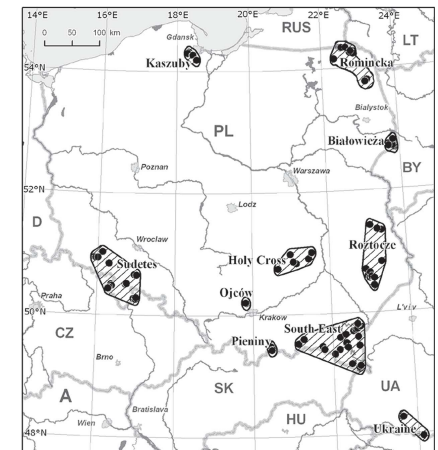 14°E 16°E 18°E 20°E 22°E 24°E
RUS
LT
Gdansk
0 50 100 km
Kaszuby
Romincka
54°N
Bialystok
PL
Białowieża
Poznan
Warszawa
BY
52°N
Lodz
D
Wroclaw
Roztocze
Sudetes
Holy Cross
Praha
Ojców
50°N
Krakow
L'viv
South-East
CZ
Pieniny
Brno
SK
UA
A
Bratislava
HU
Wien
Ukraine
48°N